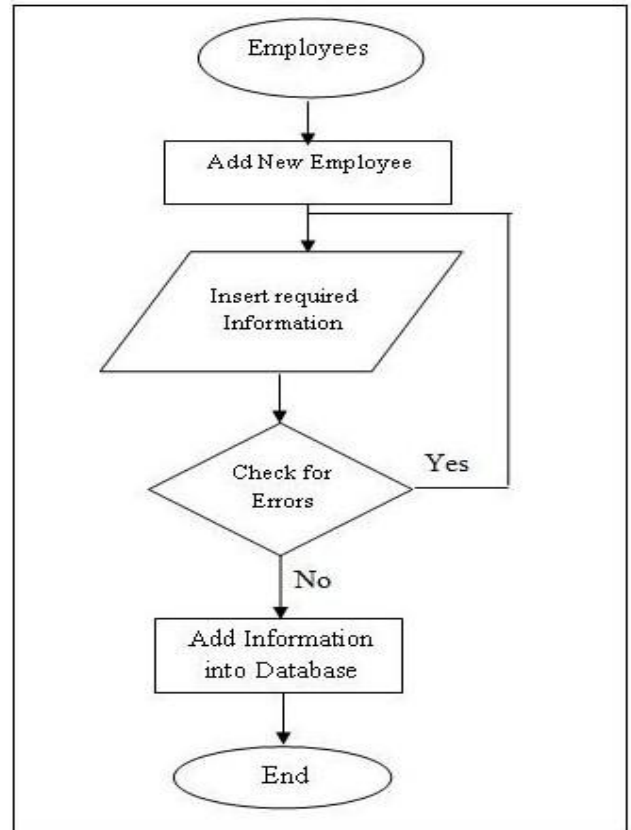 Employees
Add New Employee
Insert required
Information
Check for
Errors
Yes
No
Add Information
into Database
End